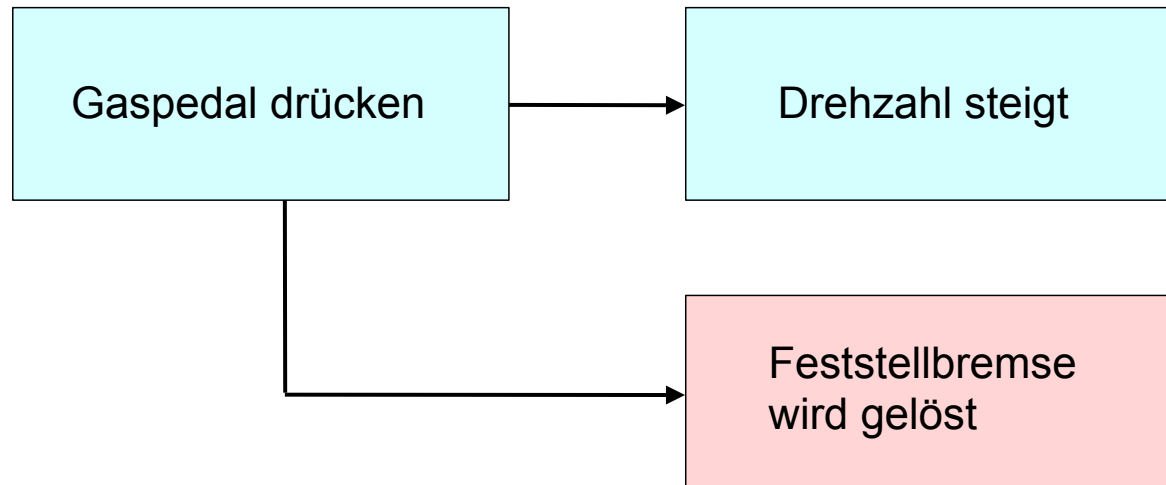 Gaspedal drücken
Drehzahl steigt
Feststellbremse
wird gelöst